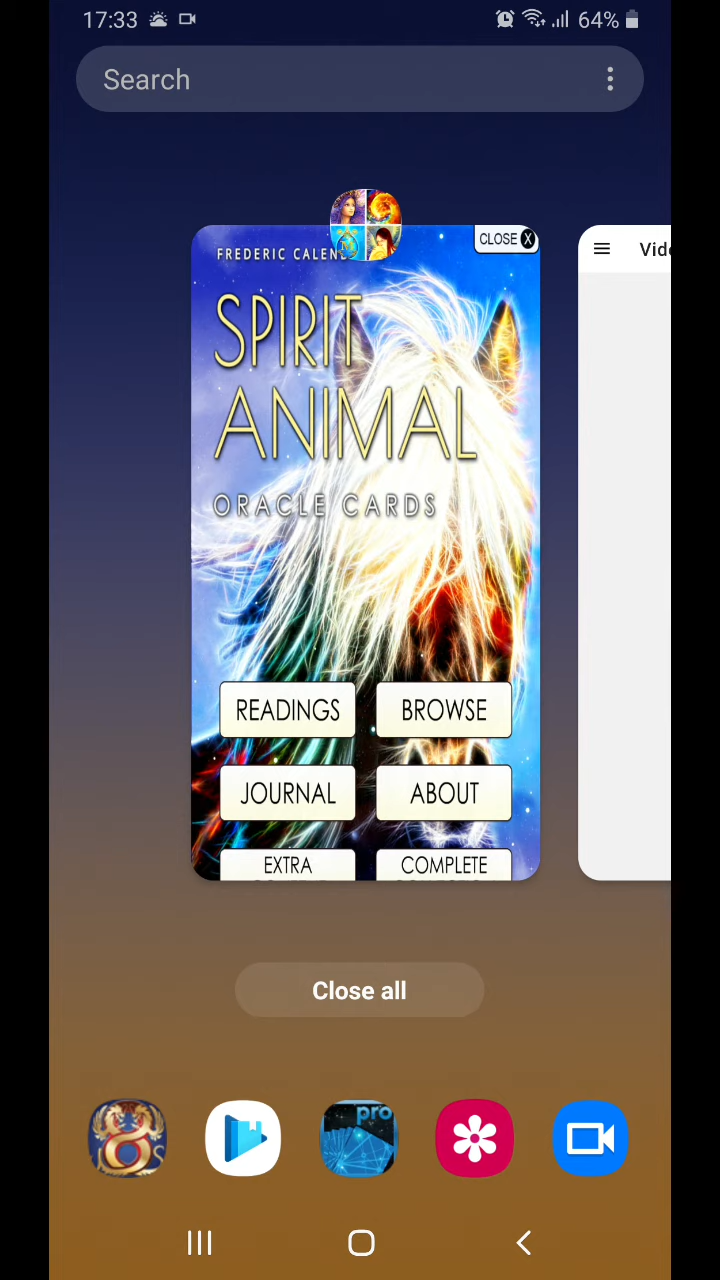 17:33
64%
Search
FREDERIC CALEN
CLOSE X
SPIRIT
ANIMAL
ORACLE CARDS
READINGS
BROWSE
JOURNAL
ABOUT
EXTRA
COMPLETE
Vide
Close all
pro